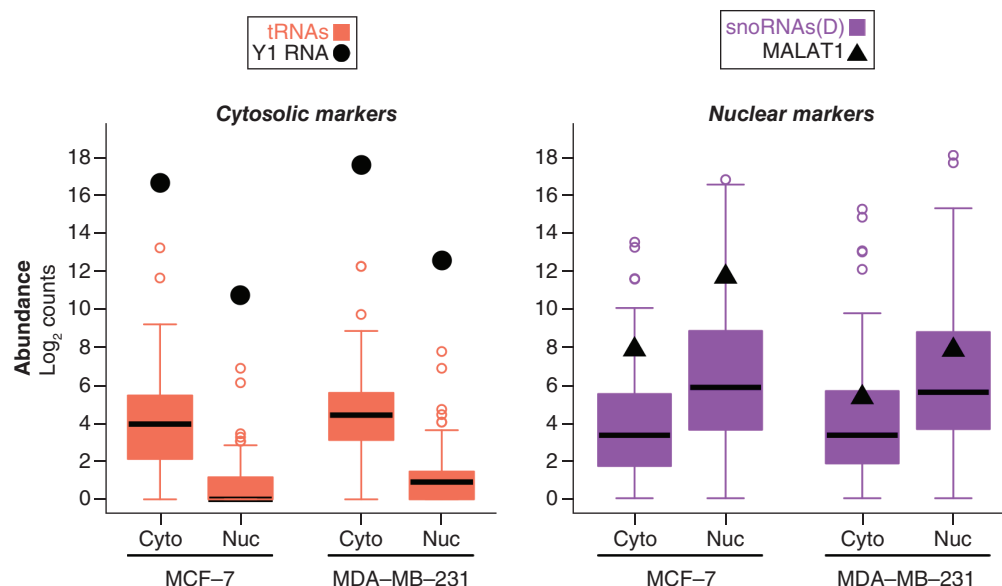 tRNAs
Y1 RNA
snoRNAs(D)
MALAT1
Cytosolic markers
Nuclear markers
Abundance
Log₂ counts
18
16
14
12
10
8
6
4
2
0
18
16
14
12
10
8
6
4
2
0
Cyto Nuc Cyto Nuc
MCF–7 MDA–MB–231
Cyto Nuc Cyto Nuc
MCF–7 MDA–MB–231